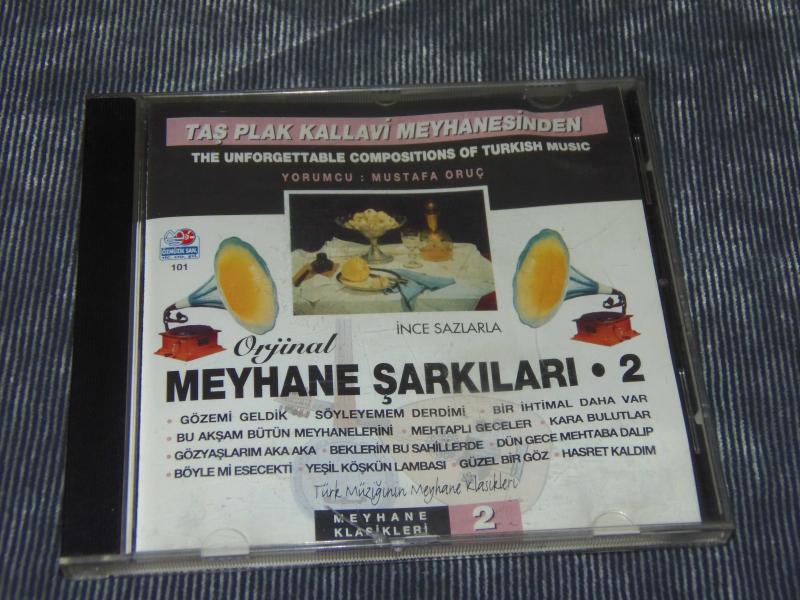 TAŞ PLAK KALLAVİ MEYHANESİNDEN
THE UNFORGETTABLE COMPOSITIONS OF TURKISH MUSIC
YORUMCU : MUSTAFA ORUÇ
ÖZMÜZİK SAN.
101
İNCE SAZLARLA
Orjinal
MEYHANE ŞARKILARI • 2
• GÖZEMİ GELDİK • SÖYLEYEMEM DERDİMİ • BİR İHTİMAL DAHA VAR
• BU AKŞAM BÜTÜN MEYHANELERİNİ • MEHTAPLI GECELER • KARA BULUTLAR
• GÖZYAŞLARIM AKA AKA • BEKLERIM BU SAHİLLERDE • DÜN GECE MEHTABA DALIP
• BÖYLE Mİ ESECEKTİ • YEŞİL KÖŞKÜN LAMBASI • GÜZEL BİR GÖZ • HASRET KALDIM
Türk Müziğinin Meyhane Klasikleri
MEYHANE
KLASİKLERİ
2